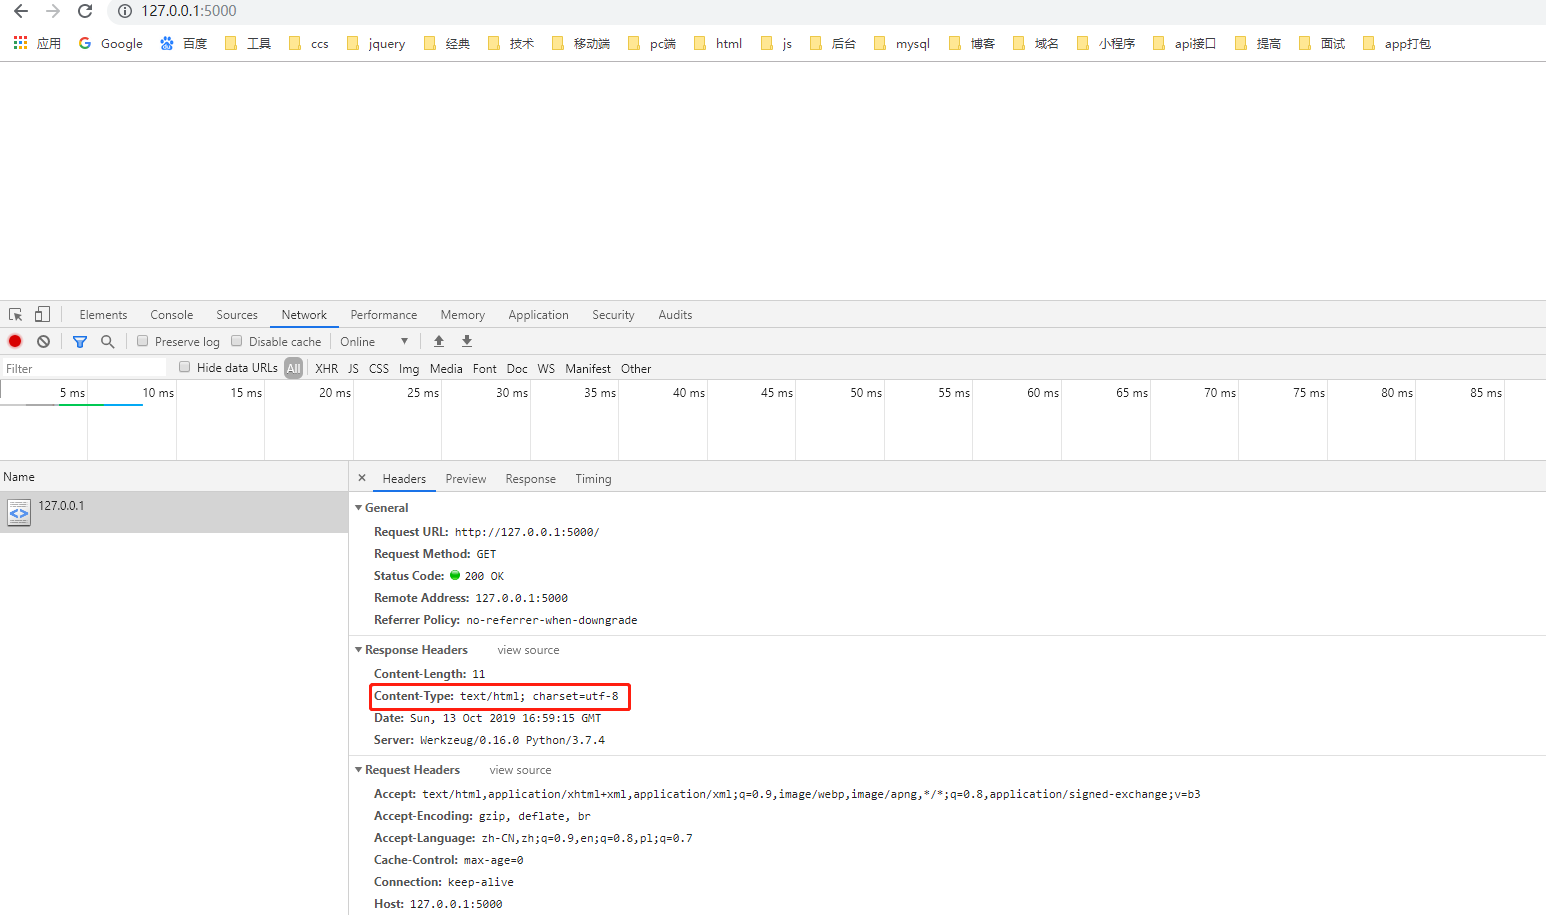 127.0.0.1:5000
应用 Google 百度 工具 ccs jquery 经典 技术 移动端 pc端 html js 后台 mysql 博客 域名 小程序 api接口 提高 面试 app打包
Elements Console Sources Network Performance Memory Application Security Audits
Preserve log Disable cache Online
Filter Hide data URLs All XHR JS CSS Img Media Font Doc WS Manifest Other
5 ms 10 ms 15 ms 20 ms 25 ms 30 ms 35 ms 40 ms 45 ms 50 ms 55 ms 60 ms 65 ms 70 ms 75 ms 80 ms 85 ms
Name × Headers Preview Response Timing
127.0.0.1
General
Request URL: http://127.0.0.1:5000/
Request Method: GET
Status Code: 200 OK
Remote Address: 127.0.0.1:5000
Referrer Policy: no-referrer-when-downgrade
Response Headers view source
Content-Length: 11
Content-Type: text/html; charset=utf-8
Date: Sun, 13 Oct 2019 16:59:15 GMT
Server: Werkzeug/0.16.0 Python/3.7.4
Request Headers view source
Accept: text/html,application/xhtml+xml,application/xml;q=0.9,image/webp,image/apng,*/*;q=0.8,application/signed-exchange;v=b3
Accept-Encoding: gzip, deflate, br
Accept-Language: zh-CN,zh;q=0.9,en;q=0.8,pl;q=0.7
Cache-Control: max-age=0
Connection: keep-alive
Host: 127.0.0.1:5000